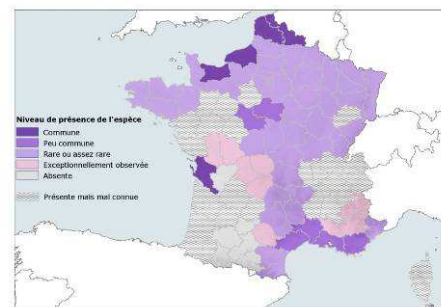 Niveau de présence de l'espèce
Commune
Peu commune
Rare ou assez rare
Exceptionnellement observée
Absente
Présente mais mal connue